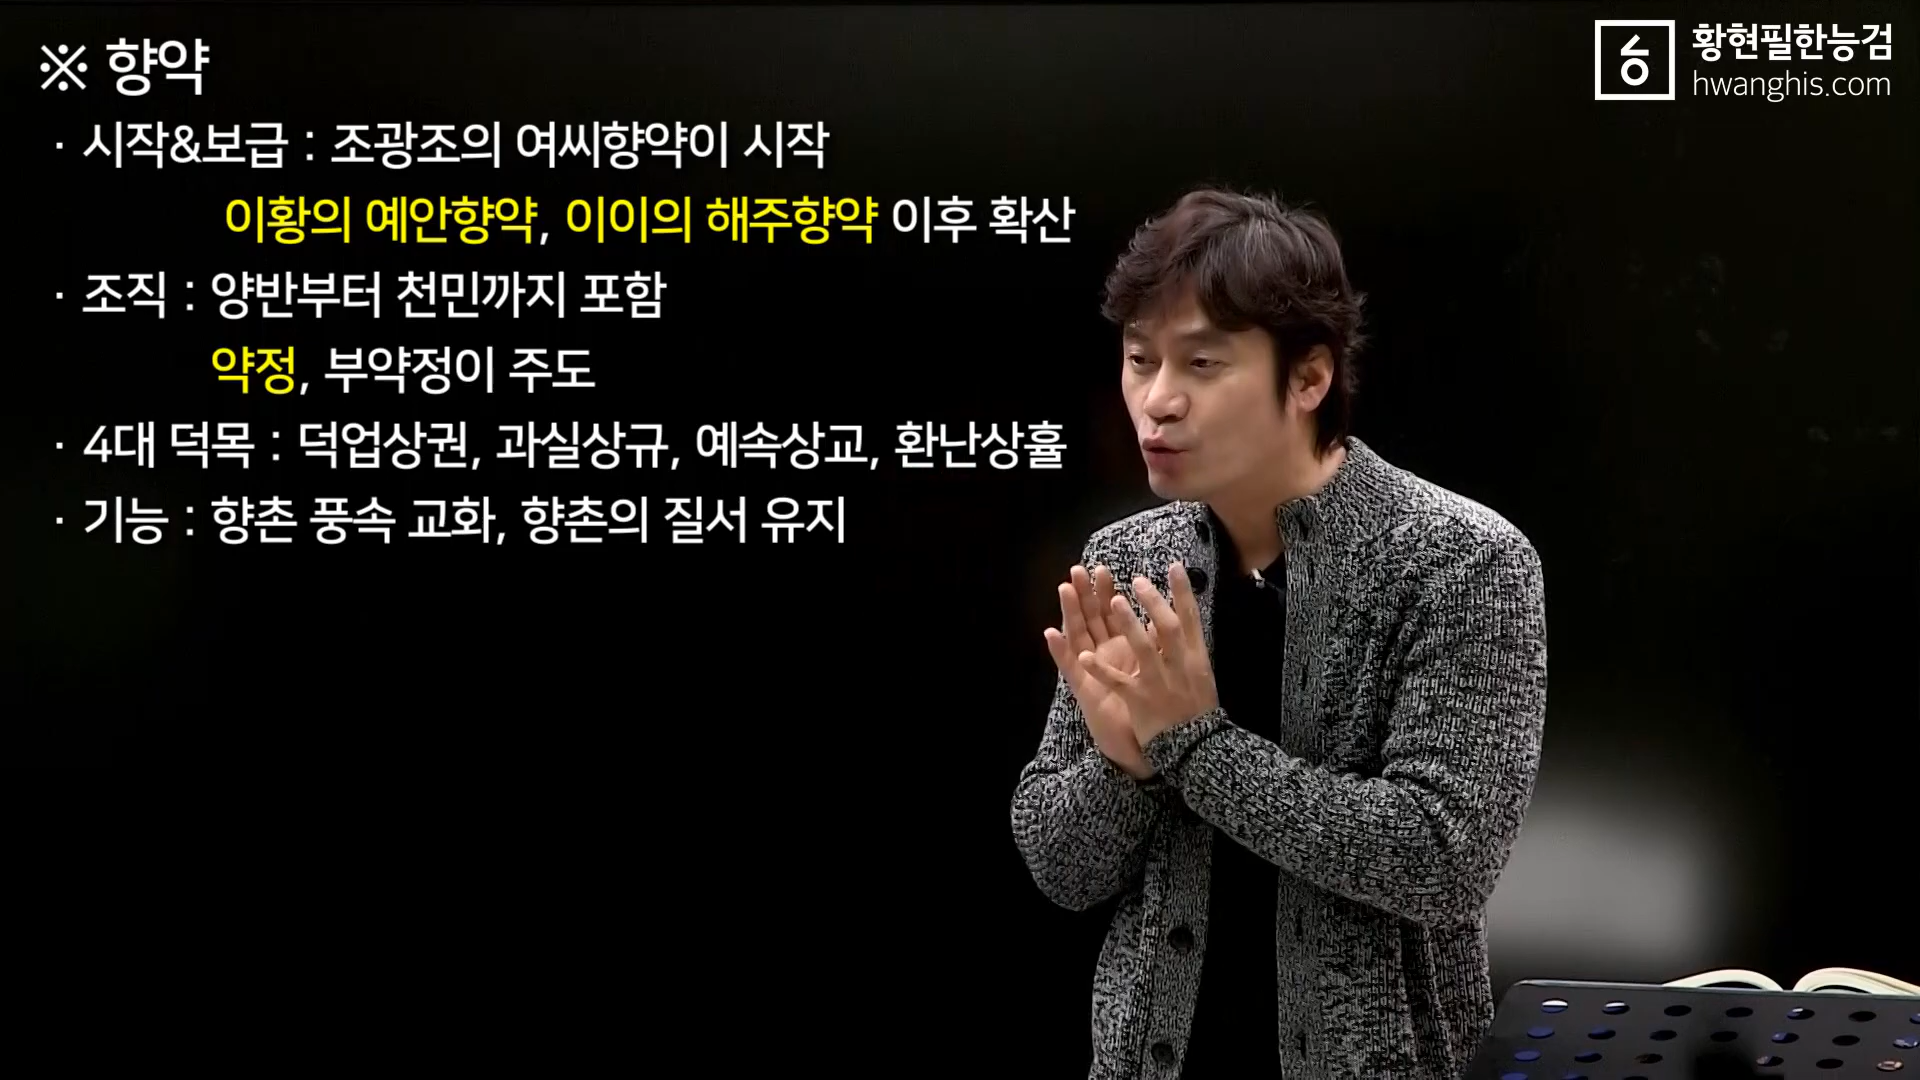 ※ 향약
황현필한능검
hwanghis.com
· 시작&보급 : 조광조의 여씨향약이 시작
이황의 예안향약, 이이의 해주향약 이후 확산
· 조직 : 양반부터 천민까지 포함
약정, 부약정이 주도
· 4대 덕목 : 덕업상권, 과실상규, 예속상교, 환난상휼
· 기능 : 향촌 풍속 교화, 향촌의 질서 유지